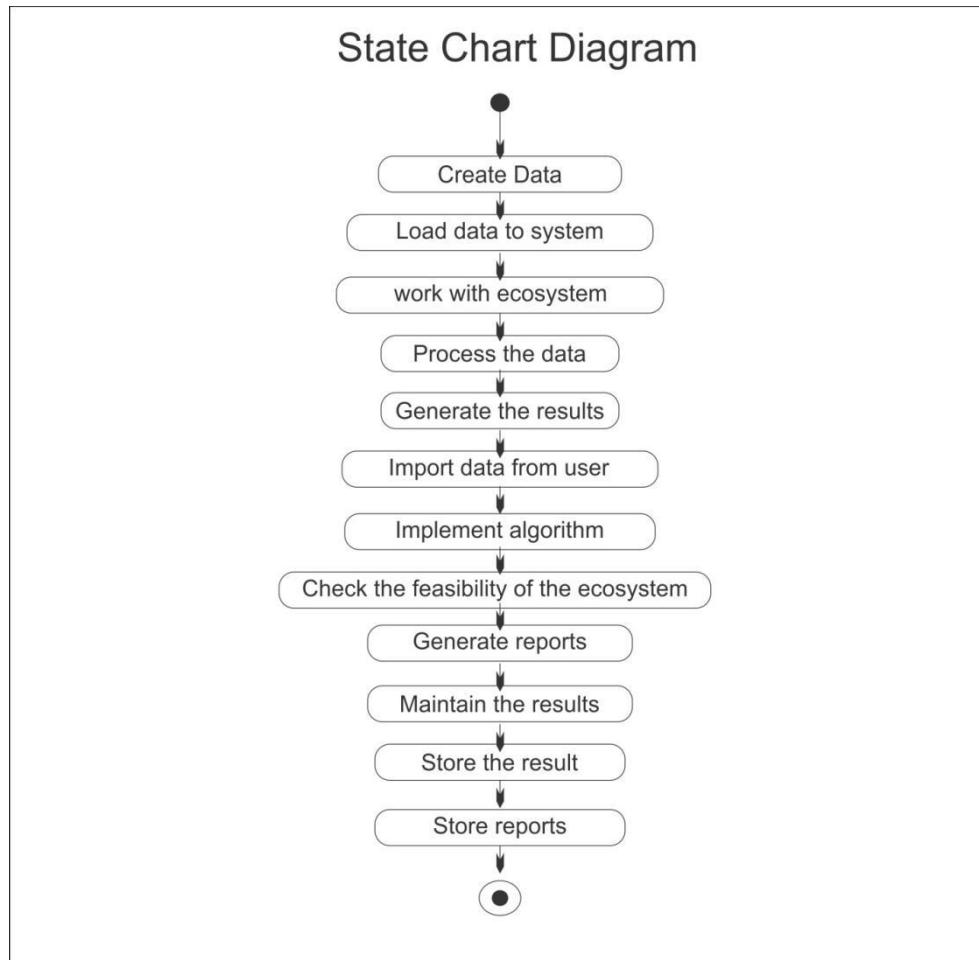 State Chart Diagram
Create Data
Load data to system
work with ecosystem
Process the data
Generate the results
Import data from user
Implement algorithm
Check the feasibility of the ecosystem
Generate reports
Maintain the results
Store the result
Store reports